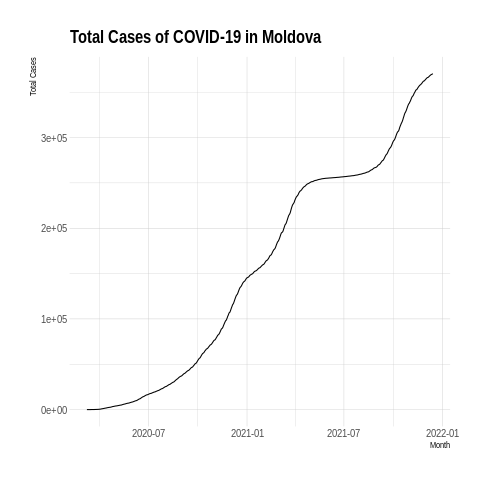 Total Cases of COVID-19 in Moldova
Total Cases
3e+05
2e+05
1e+05
0e+00
2020-07 2021-01 2021-07 2022-01
Month